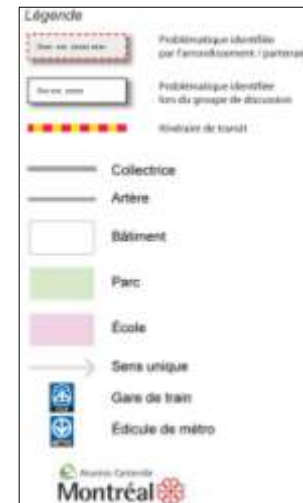 Légende
Problématique identifiée
par l'arrondissement / partenaire
Problématique identifiée
lors du groupe de discussion
Itinéraire de transit
Collectrice
Artère
Bâtiment
Parc
École
Sens unique
Gare de train
Édicule de métro
Montréal